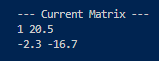 --- Current Matrix ---
1 20.5
-2.3 -16.7